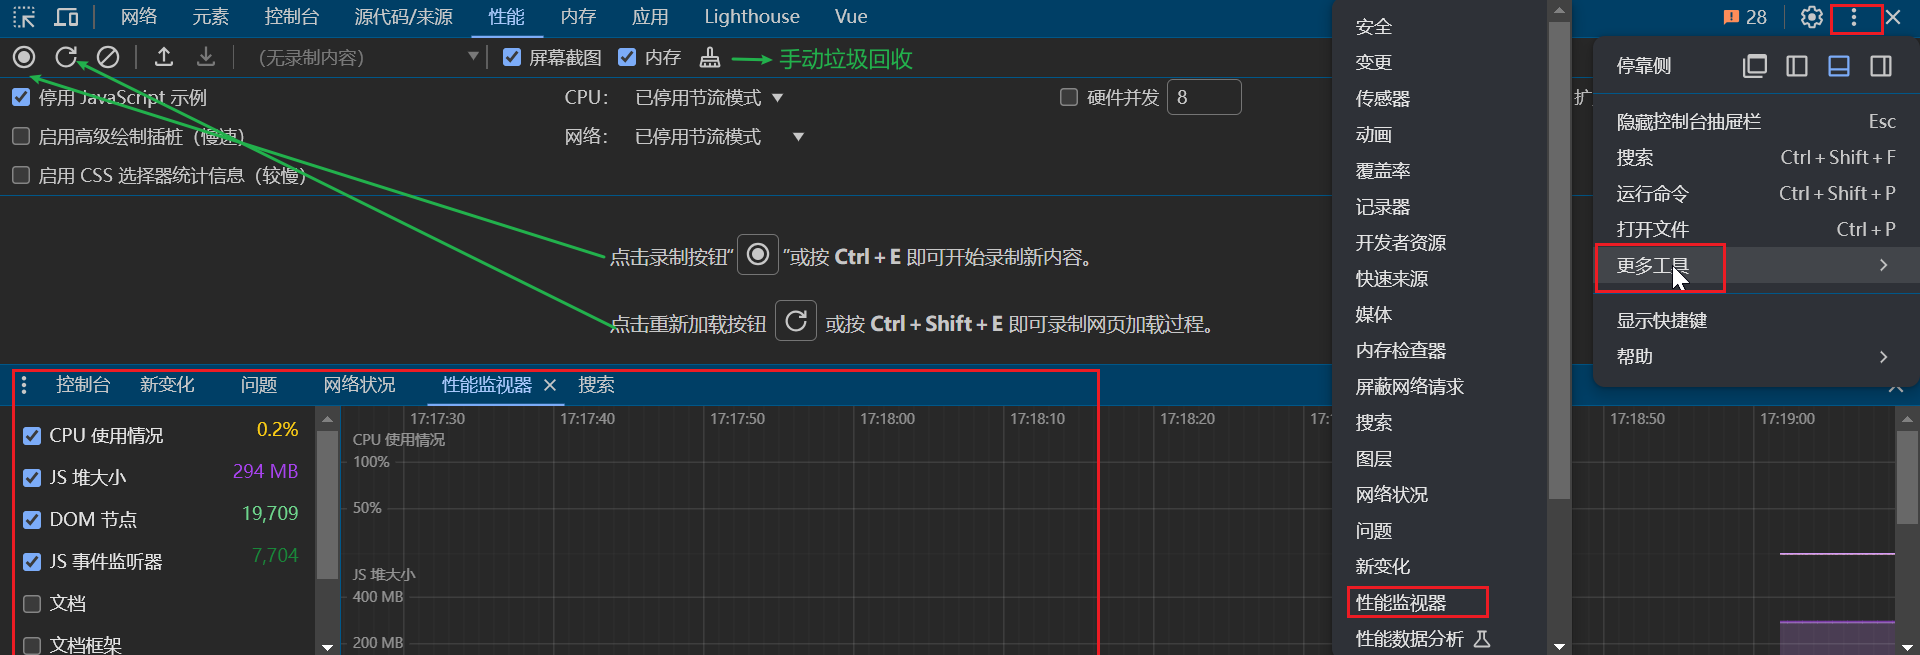 网络 元素 控制台 源代码/来源 性能 内存 应用 Lighthouse Vue
28
(无录制内容) 屏幕截图 内存 手动垃圾回收
停用 JavaScript 示例 CPU: 已停用节流模式 硬件并发 8 扩
启用高级绘制插桩（慢速） 网络: 已停用节流模式
启用 CSS 选择器统计信息（较慢）
点击录制按钮“ ”或按 Ctrl + E 即可开始录制新内容。
点击重新加载按钮 或按 Ctrl + Shift + E 即可录制网页加载过程。
安全
变更
传感器
动画
覆盖率
记录器
开发者资源
快速来源
媒体
内存检查器
屏蔽网络请求
搜索
图层
网络状况
问题
新变化
性能监视器
性能数据分析
停靠侧
隐藏控制台抽屉栏 Esc
搜索 Ctrl + Shift + F
运行命令 Ctrl + Shift + P
打开文件 Ctrl + P
更多工具
显示快捷键
帮助
控制台 新变化 问题 网络状况 性能监视器 搜索
CPU 使用情况 0.2%
JS 堆大小 294 MB
DOM 节点 19,709
JS 事件监听器 7,704
文档
文档框架
17:17:30 17:17:40 17:17:50 17:18:00 17:18:10 17:18:20 17:1 17:18:50 17:19:00
CPU 使用情况
100%
50%
JS 堆大小
400 MB
200 MB